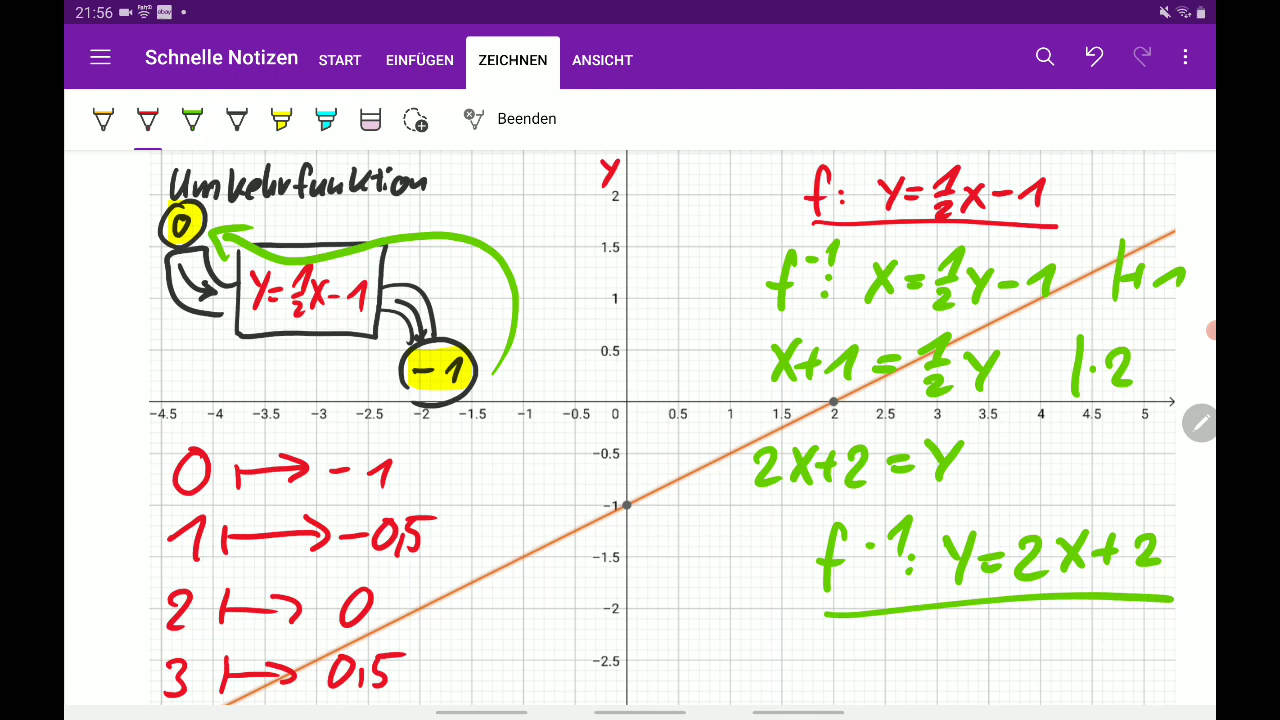 21:56
ebay
Schnelle Notizen START EINFÜGEN ZEICHNEN ANSICHT
Beenden
Umkehrfunktion
0
y=½x-1
-1
0 ↦ -1
1 ↦ -0,5
2 ↦ 0
3 ↦ 0,5
y
2
1.5
1
0.5
-4.5 -4 -3.5 -3 -2.5 -2 -1.5 -1 -0.5 0 0.5 1 1.5 2 2.5 3 3.5 4 4.5 5
-0.5
-1
-1.5
-2
-2.5
f: y=½x-1
f⁻¹: x=½y-1 |+1
x+1=½y |·2
2x+2=y
f⁻¹: y=2x+2